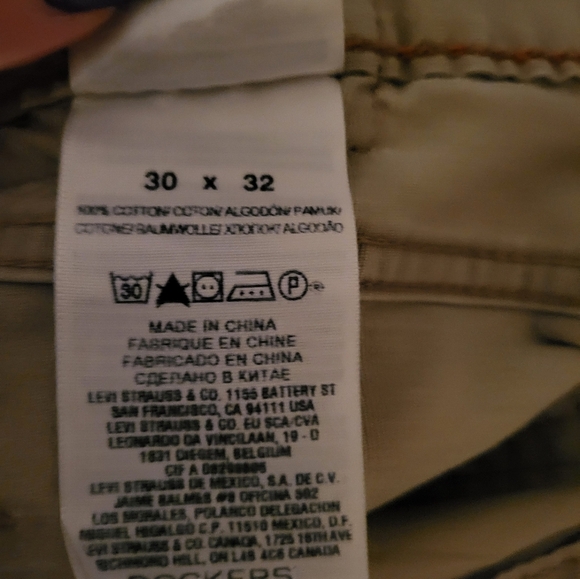 30 x 32
100% COTTON/ COTON/ ALGODÓN/ PAMUK/
COTONE/ BAUMWOLLE/ ХЛОПОК/ ALGODÃO
30 P
MADE IN CHINA
FABRIQUE EN CHINE
FABRICADO EN CHINA
СДЕЛАНО В КИТАЕ
LEVI STRAUSS & CO. 1155 BATTERY ST
SAN FRANCISCO, CA 94111 USA
LEVI STRAUSS & CO. EU SCA/CVA
LEONARDO DA VINCILAAN, 19 - D
1831 DIEGEM, BELGIUM
CIF A
LEVI STRAUSS DE MEXICO, S.A. DE C.V.
JAIME BALMES #8 OFICINA 502
LOS MORALES, POLANCO DELEGACION
MIGUEL HIDALGO C.P. 11510 MEXICO, D.F.
LEVI STRAUSS & CO. CANADA, 1725 16TH AVE
RICHMOND HILL, ON L4B 4C6 CANADA
DOCKERS